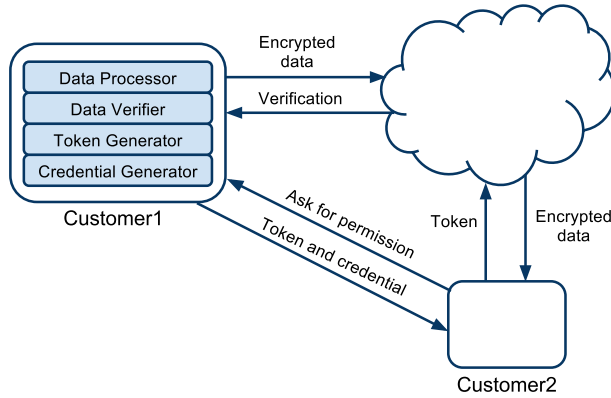 Encrypted
data
Data Processor
Data Verifier
Verification
Token Generator
Credential Generator
Customer1
Ask for permission
Token and credential
Token
Encrypted
data
Customer2